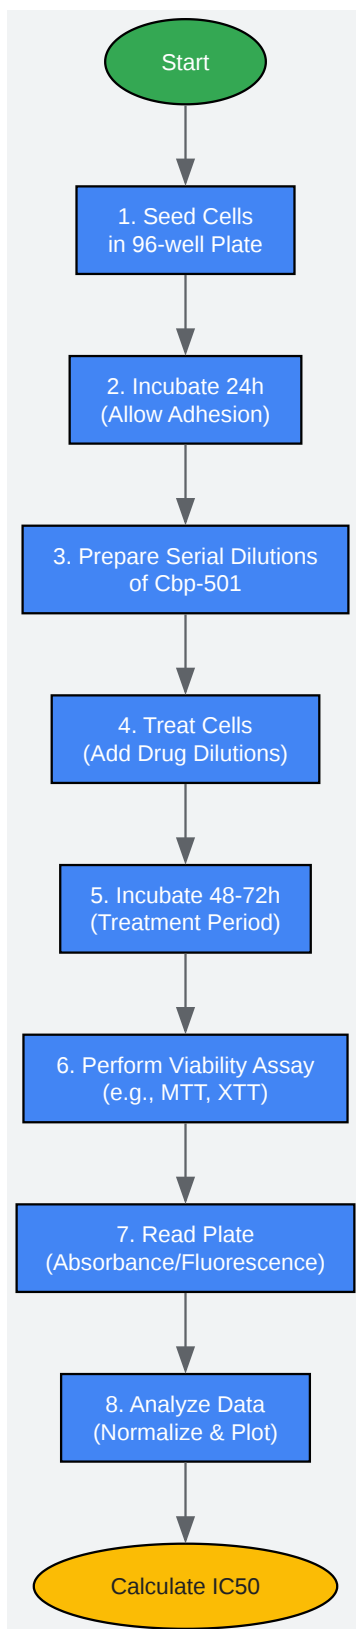 Start
1. Seed Cells
in 96-well Plate
2. Incubate 24h
(Allow Adhesion)
3. Prepare Serial Dilutions
of Cbp-501
4. Treat Cells
(Add Drug Dilutions)
5. Incubate 48-72h
(Treatment Period)
6. Perform Viability Assay
(e.g., MTT, XTT)
7. Read Plate
(Absorbance/Fluorescence)
8. Analyze Data
(Normalize & Plot)
Calculate IC50